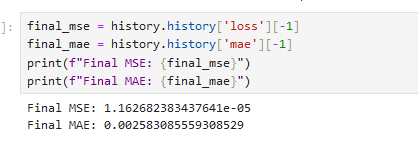 ]:
final_mse = history.history['loss'][-1]
final_mae = history.history['mae'][-1]
print(f"Final MSE: {final_mse}")
print(f"Final MAE: {final_mae}")
Final MSE: 1.162682383437641e-05
Final MAE: 0.002583085559308529